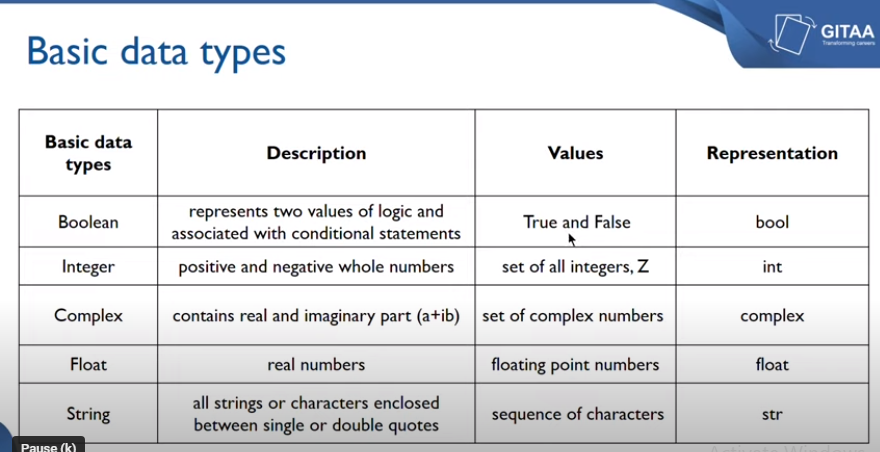 GITAA
Transforming careers
Basic data types
Basic data
types
Description
Values
Representation
Boolean
represents two values of logic and
associated with conditional statements
True and False
bool
Integer
positive and negative whole numbers
set of all integers, Z
int
Complex
contains real and imaginary part (a+ib)
set of complex numbers
complex
Float
real numbers
floating point numbers
float
String
all strings or characters enclosed
between single or double quotes
sequence of characters
str
Pause (k)
Activate Windows